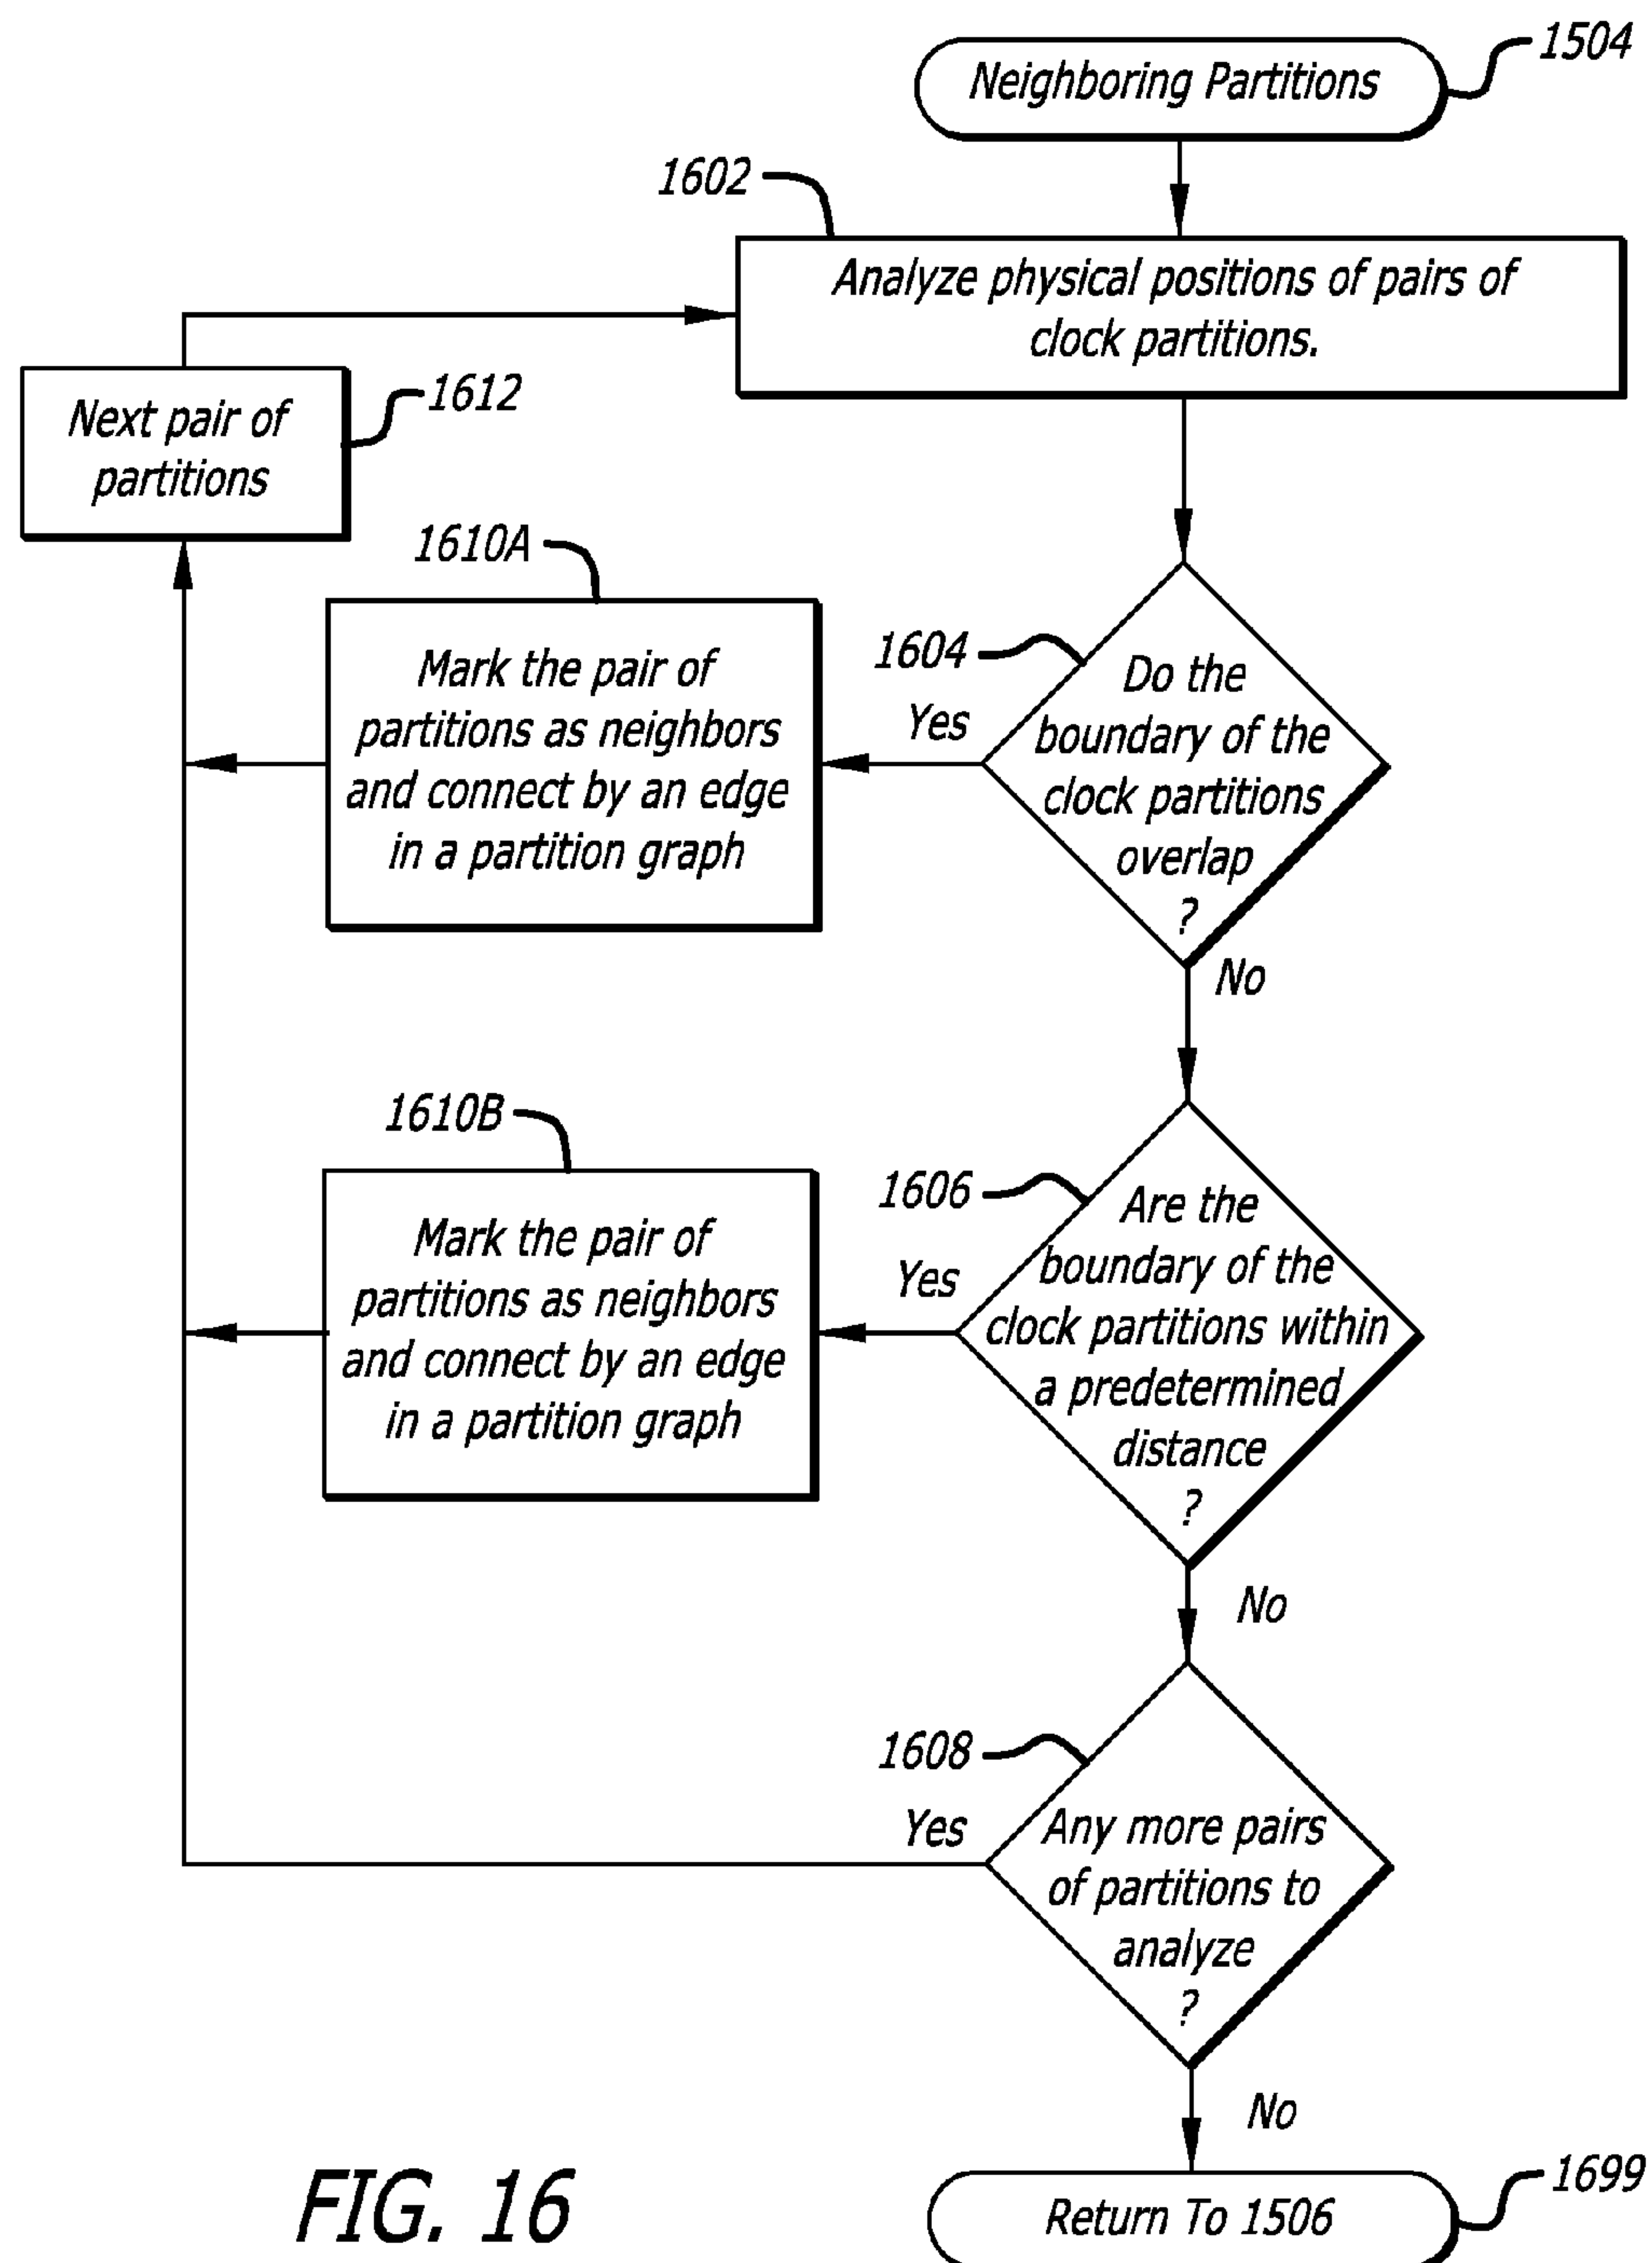 Neighboring Partitions
1504
1602
Analyze physical positions of pairs of
clock partitions.
Next pair of
partitions
1612
1610A
Mark the pair of
partitions as neighbors
and connect by an edge
in a partition graph
1604
Yes
Do the
boundary of the
clock partitions
overlap
?
No
1610B
Mark the pair of
partitions as neighbors
and connect by an edge
in a partition graph
1606
Yes
Are the
boundary of the
clock partitions within
a predetermined
distance
?
No
1608
Yes
Any more pairs
of partitions to
analyze
?
No
1699
Return To 1506
FIG. 16